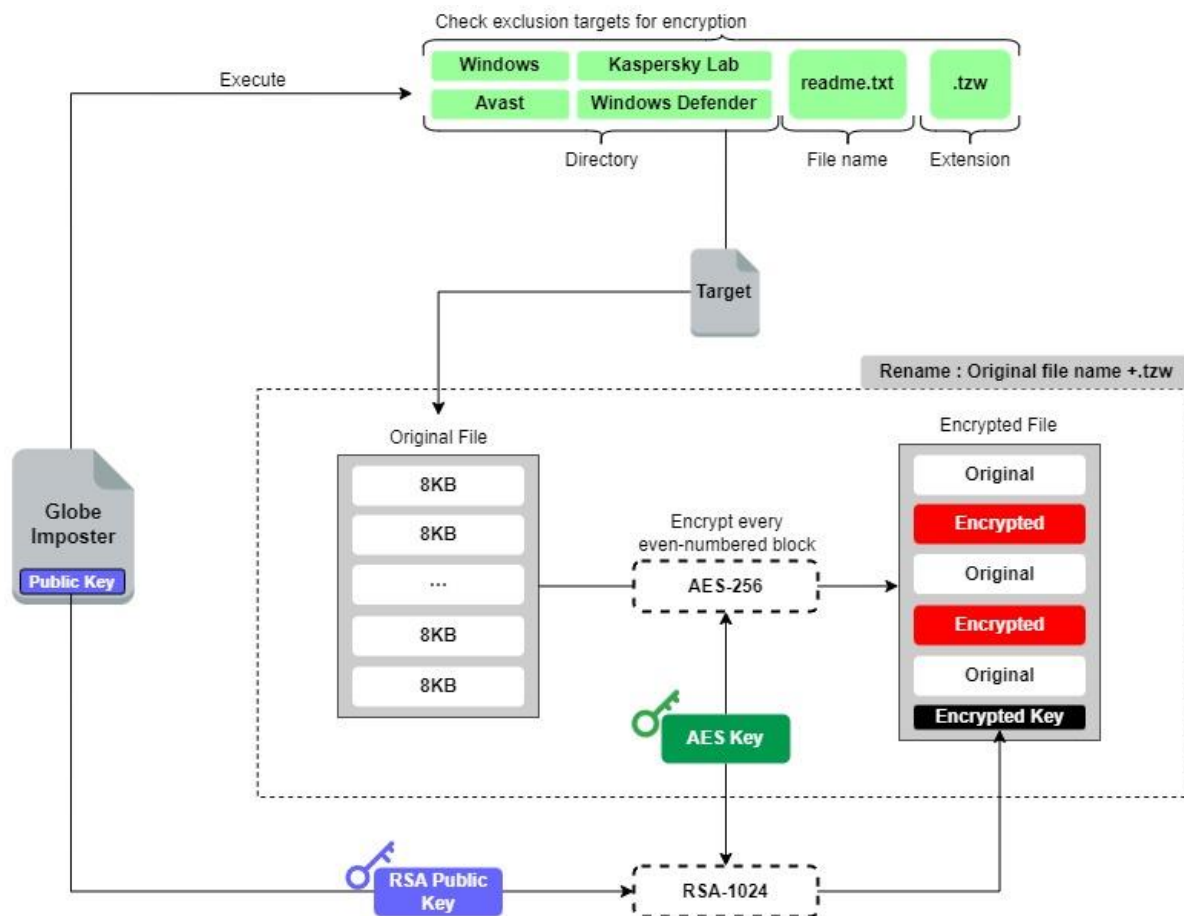 Check exclusion targets for encryption
Execute
Windows
Kaspersky Lab
Avast
Windows Defender
readme.txt
.tzw
Directory
File name
Extension
Target
Rename : Original file name +.tzw
Original File
Encrypted File
8KB
8KB
...
8KB
8KB
Globe
Imposter
Public Key
Encrypt every
even-numbered block
AES-256
AES Key
Original
Encrypted
Original
Encrypted
Original
Encrypted Key
RSA Public
Key
RSA-1024